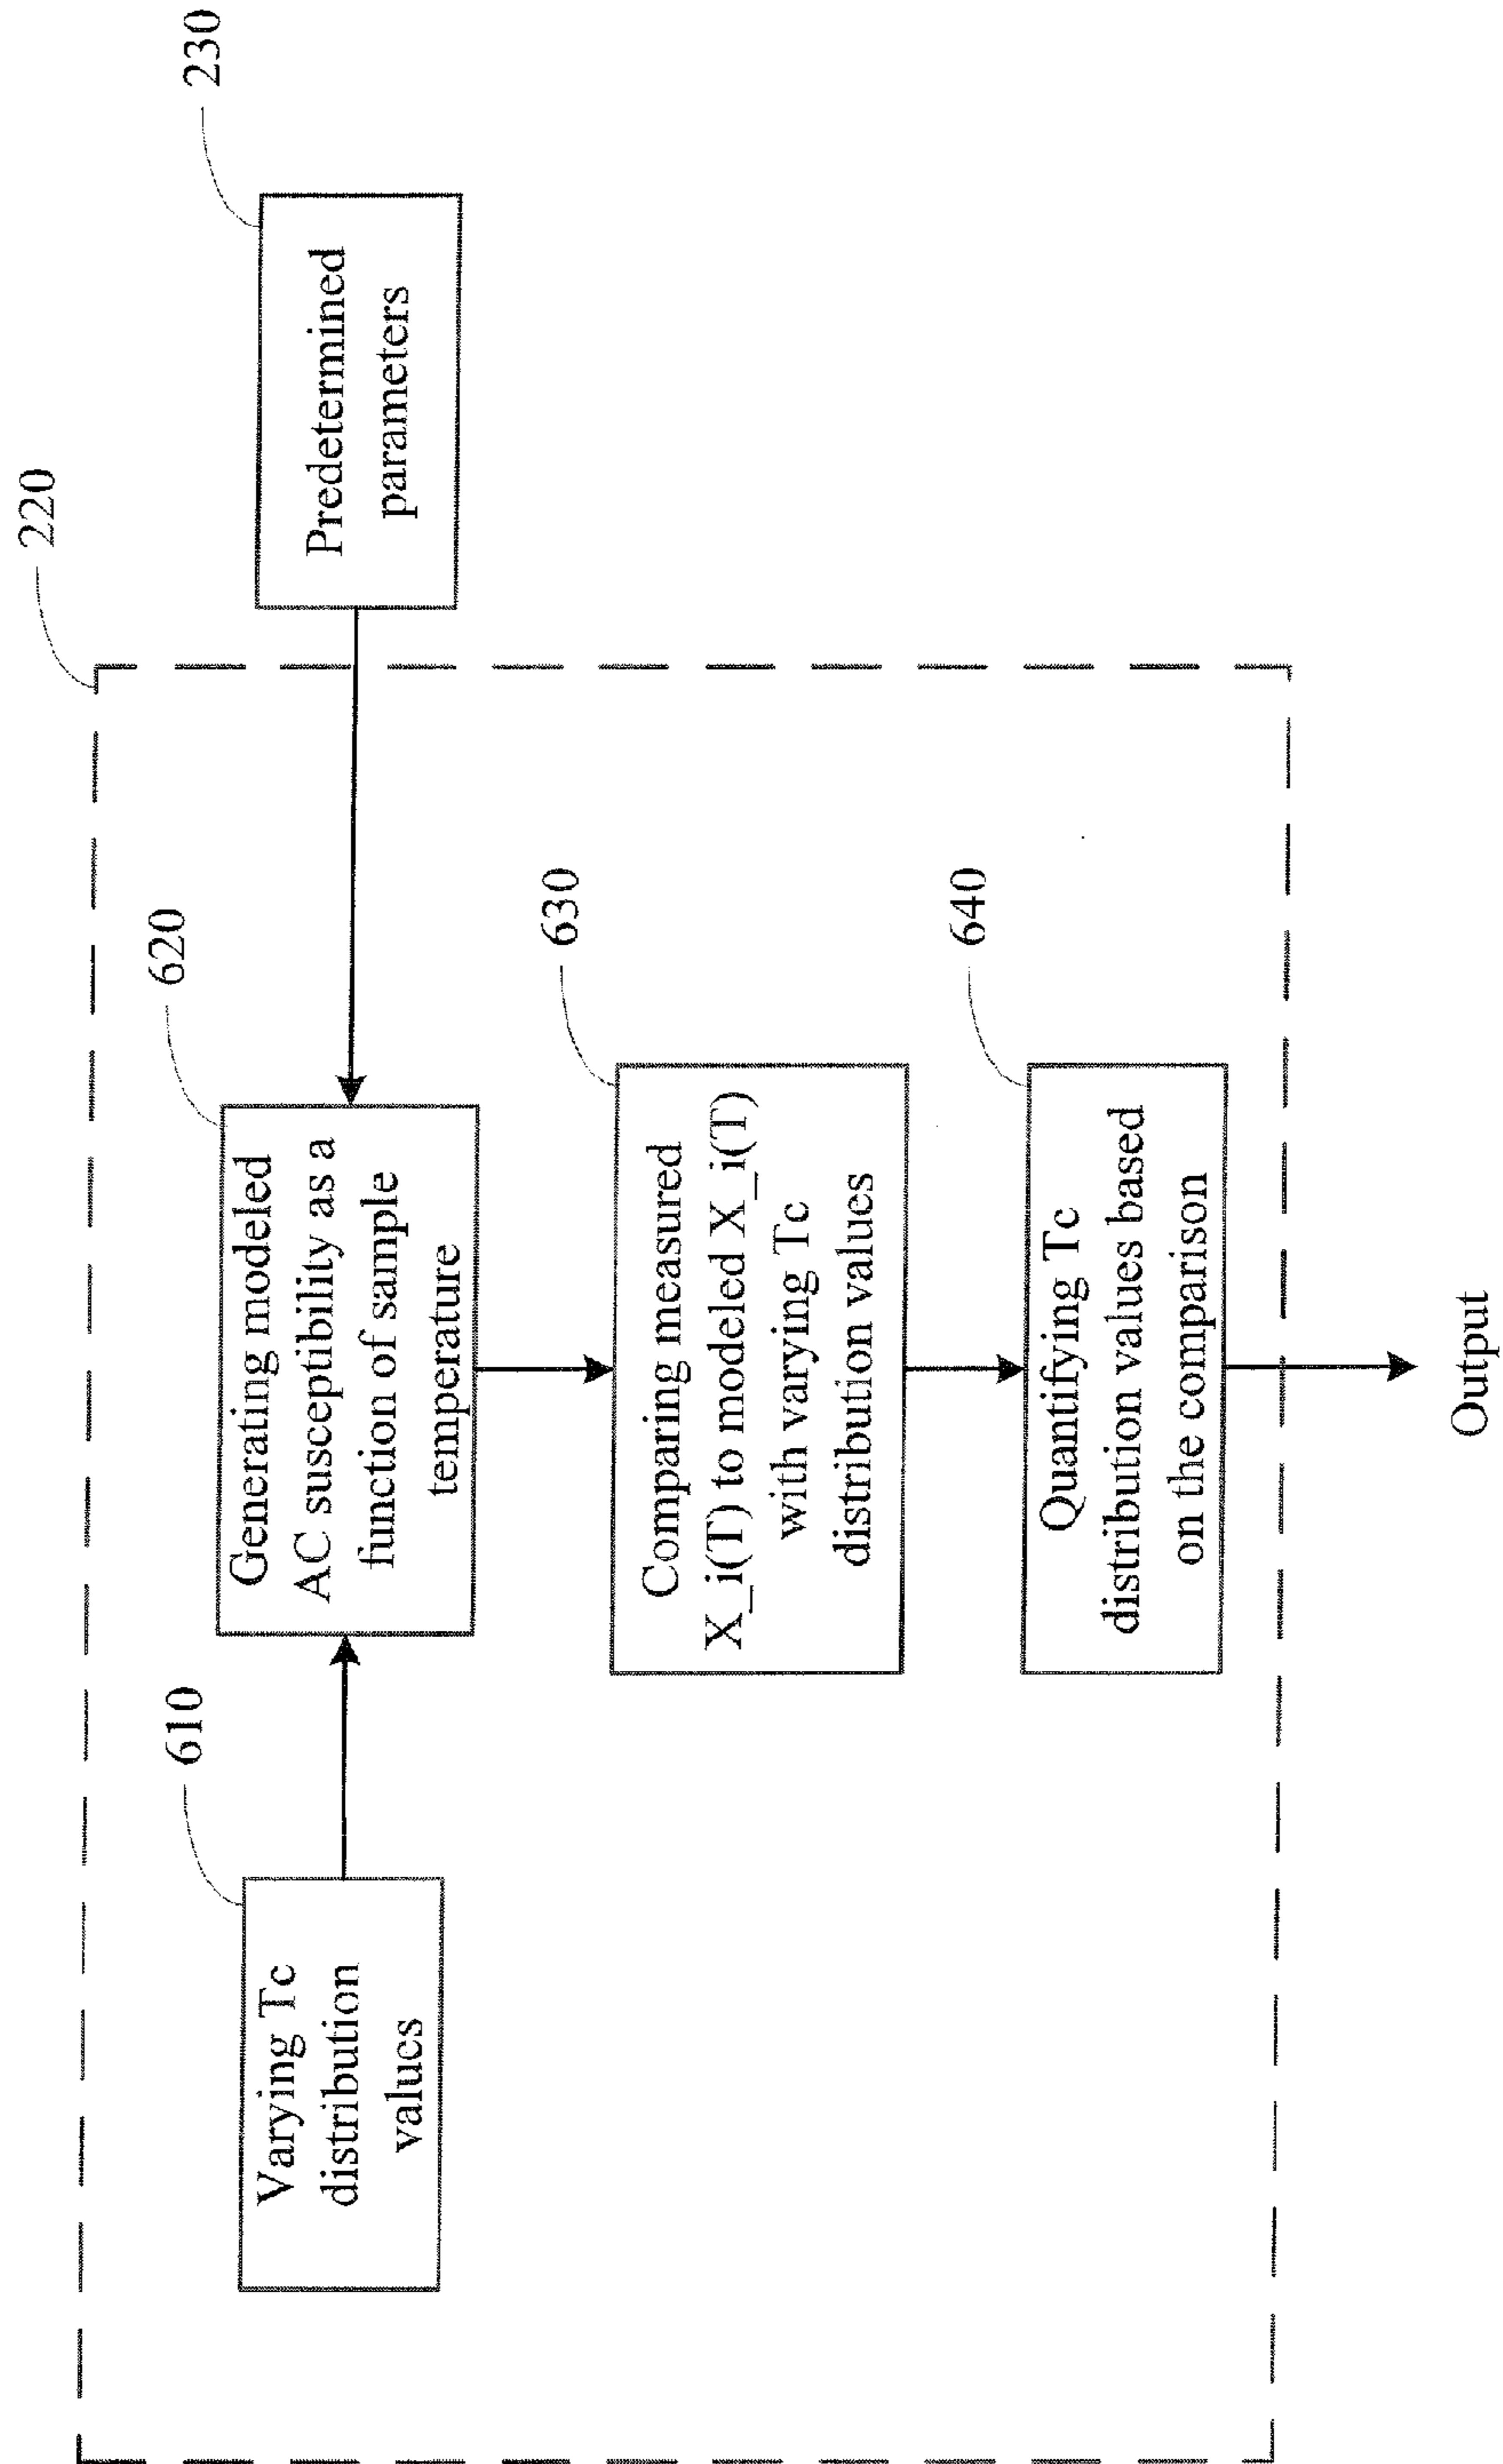 220
230
Predetermined
parameters
620
Generating modeled
AC susceptibility as a
function of sample
temperature
610
Varying Tc
distribution
values
630
Comparing measured
X_i(T) to modeled X_i(T)
with varying Tc
distribution values
640
Quantifying Tc
distribution values based
on the comparison
Output